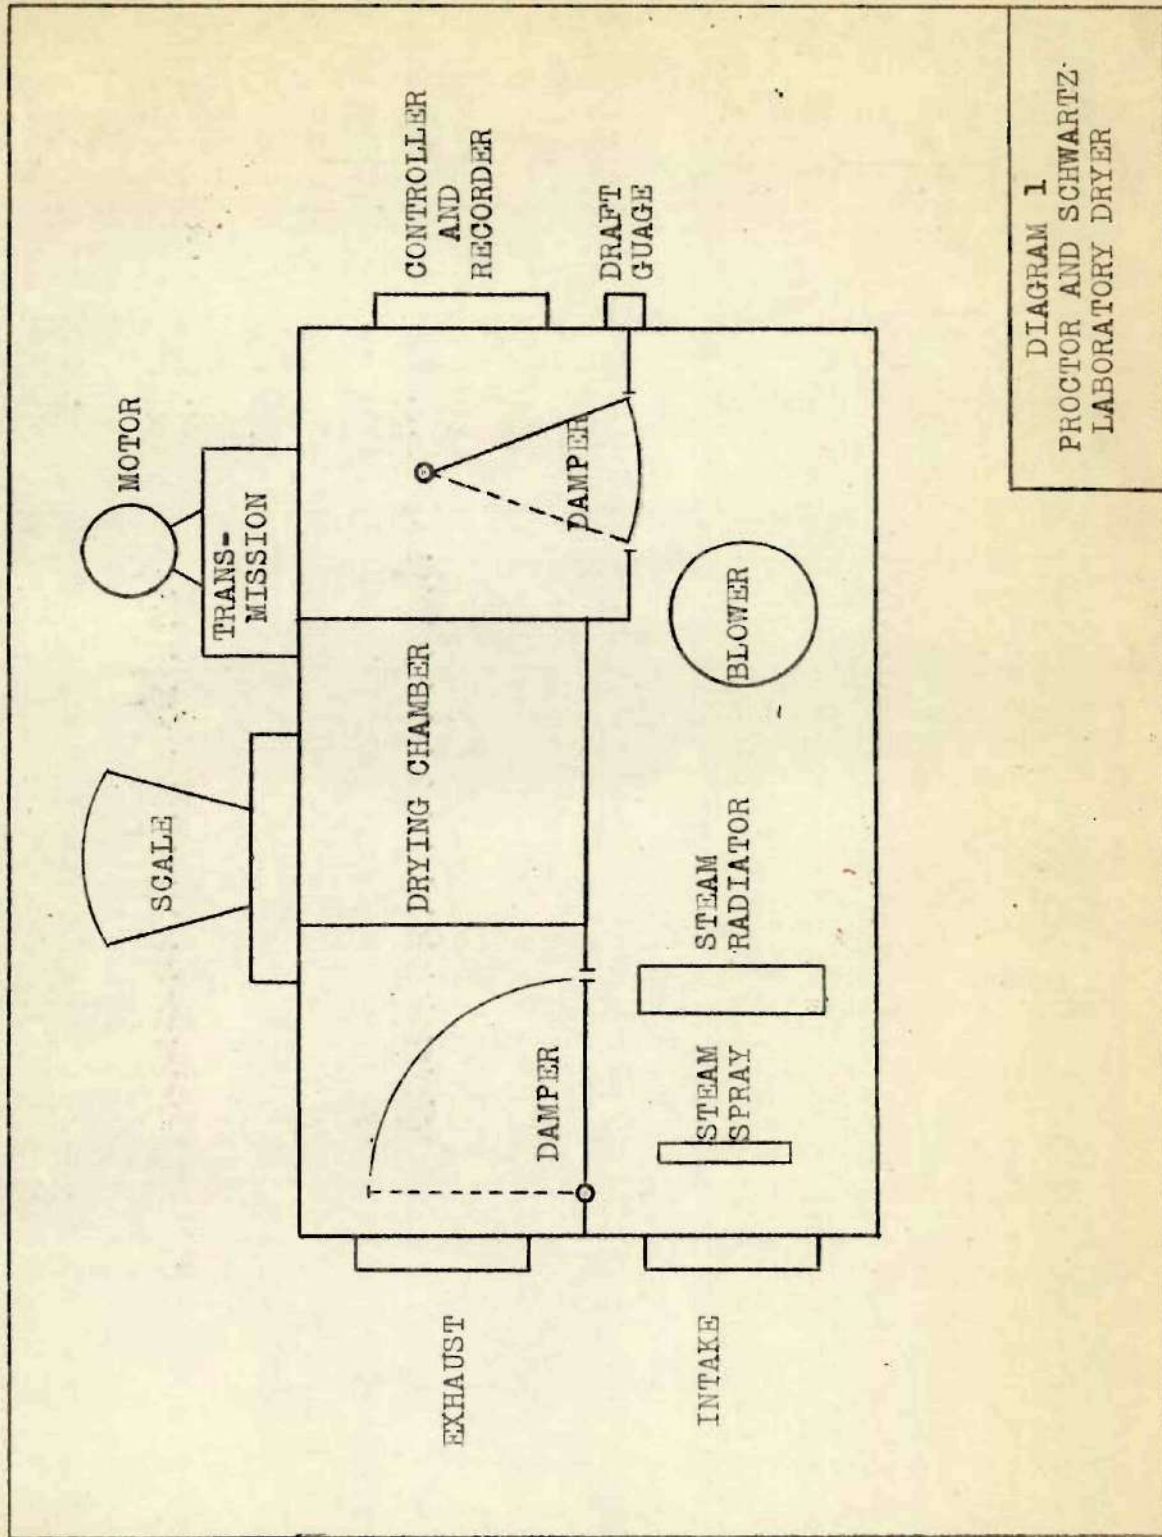 SCALE
MOTOR
TRANS-
MISSION
EXHAUST
DRYING CHAMBER
CONTROLLER
AND
RECORDER
DAMPER
DAMPER
DRAFT
GUAGE
INTAKE
STEAM
SPRAY
STEAM
RADIATOR
BLOWER
DIAGRAM 1
PROCTOR AND SCHWARTZ
LABORATORY DRYER